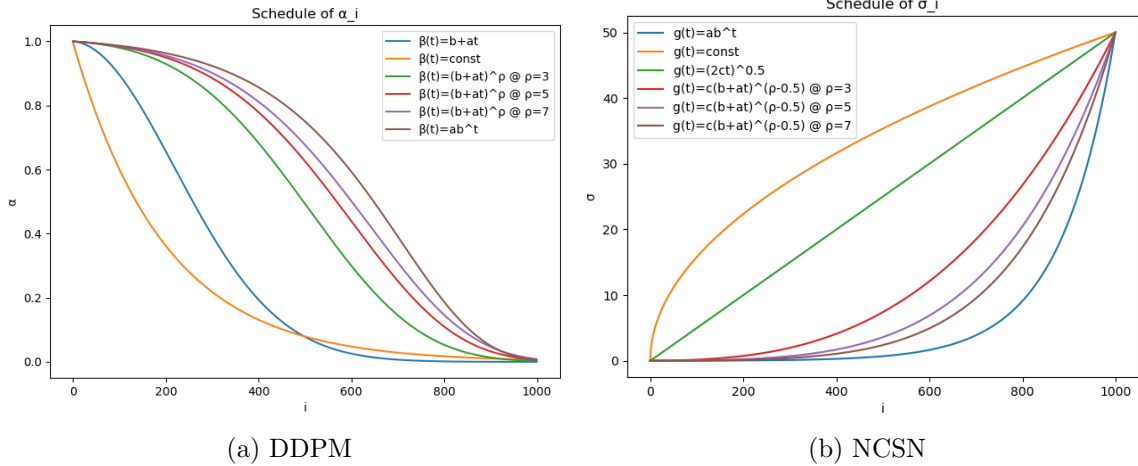 Schedule of α_i
β(t)=b+at
β(t)=const
β(t)=(b+at)^ρ @ ρ=3
β(t)=(b+at)^ρ @ ρ=5
β(t)=(b+at)^ρ @ ρ=7
β(t)=ab^t
α
1.0
0.8
0.6
0.4
0.2
0.0
0 200 400 600 800 1000
i
(a) DDPM
Schedule of σ_i
g(t)=ab^t
g(t)=const
g(t)=(2ct)^0.5
g(t)=c(b+at)^(ρ-0.5) @ ρ=3
g(t)=c(b+at)^(ρ-0.5) @ ρ=5
g(t)=c(b+at)^(ρ-0.5) @ ρ=7
σ
50
40
30
20
10
0
0 200 400 600 800 1000
i
(b) NCSN